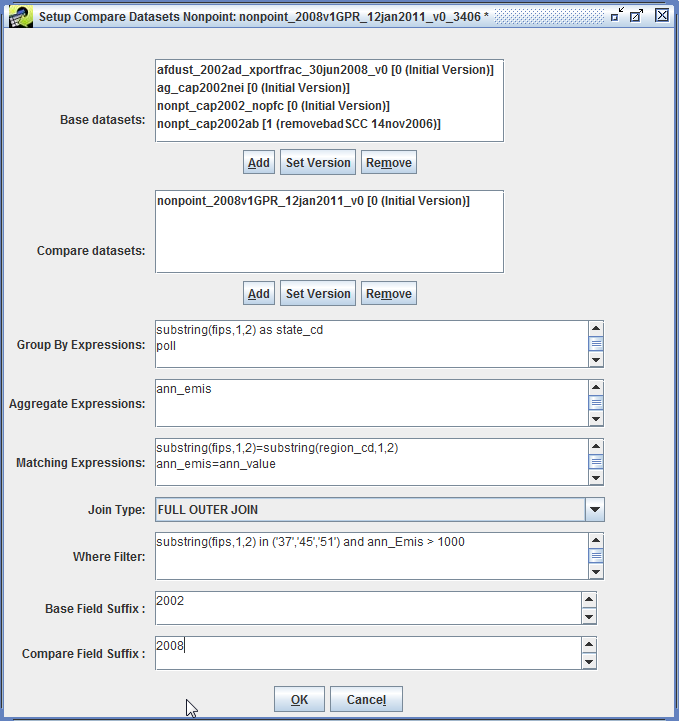 Setup Compare Datasets Nonpoint: nonpoint_2008v1GPR_12jan2011_v0_3406 *
Base datasets:
afdust_2002ad_xportfrac_30jun2008_v0 [0 (Initial Version)]
ag_cap2002nei [0 (Initial Version)]
nonpt_cap2002_nopfc [0 (Initial Version)]
nonpt_cap2002ab [1 (removebadSCC 14nov2006)]
Add Set Version Remove
Compare datasets:
nonpoint_2008v1GPR_12jan2011_v0 [0 (Initial Version)]
Add Set Version Remove
Group By Expressions:
substring(fips,1,2) as state_cd
poll
Aggregate Expressions:
ann_emis
Matching Expressions:
substring(fips,1,2)=substring(region_cd,1,2)
ann_emis=ann_value
Join Type: FULL OUTER JOIN
Where Filter:
substring(fips,1,2) in ('37','45','51') and ann_Emis > 1000
Base Field Suffix : 2002
Compare Field Suffix : 2008
OK Cancel